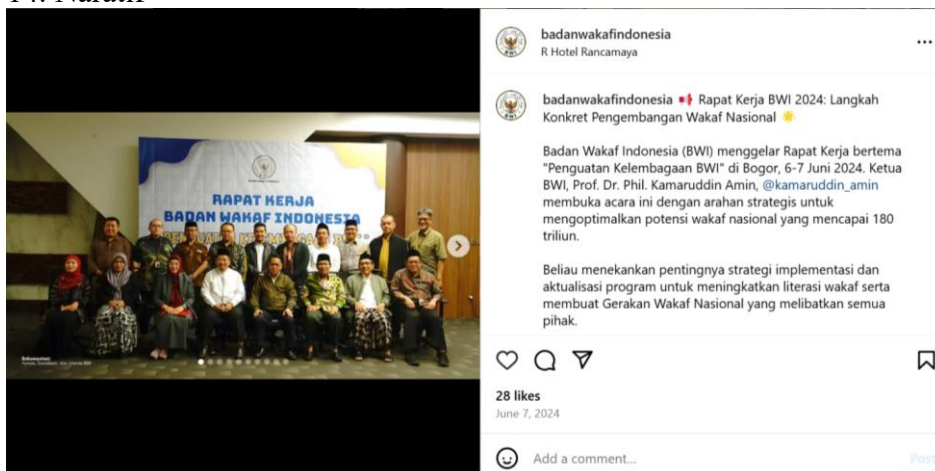 14. Naratif
badanwakafindonesia
R Hotel Rancamaya
badanwakafindonesia 📢 Rapat Kerja BWI 2024: Langkah
Konkret Pengembangan Wakaf Nasional 🌟
Badan Wakaf Indonesia (BWI) menggelar Rapat Kerja bertema
"Penguatan Kelembagaan BWI" di Bogor, 6-7 Juni 2024. Ketua
BWI, Prof. Dr. Phil. Kamaruddin Amin, @kamaruddin_amin
membuka acara ini dengan arahan strategis untuk
mengoptimalkan potensi wakaf nasional yang mencapai 180
triliun.
Beliau menekankan pentingnya strategi implementasi dan
aktualisasi program untuk meningkatkan literasi wakaf serta
membuat Gerakan Wakaf Nasional yang melibatkan semua
pihak.
28 likes
June 7, 2024
Add a comment...
Post
RAPAT KERJA
BADAN WAKAF INDONESIA
Dokumentasi
BWI